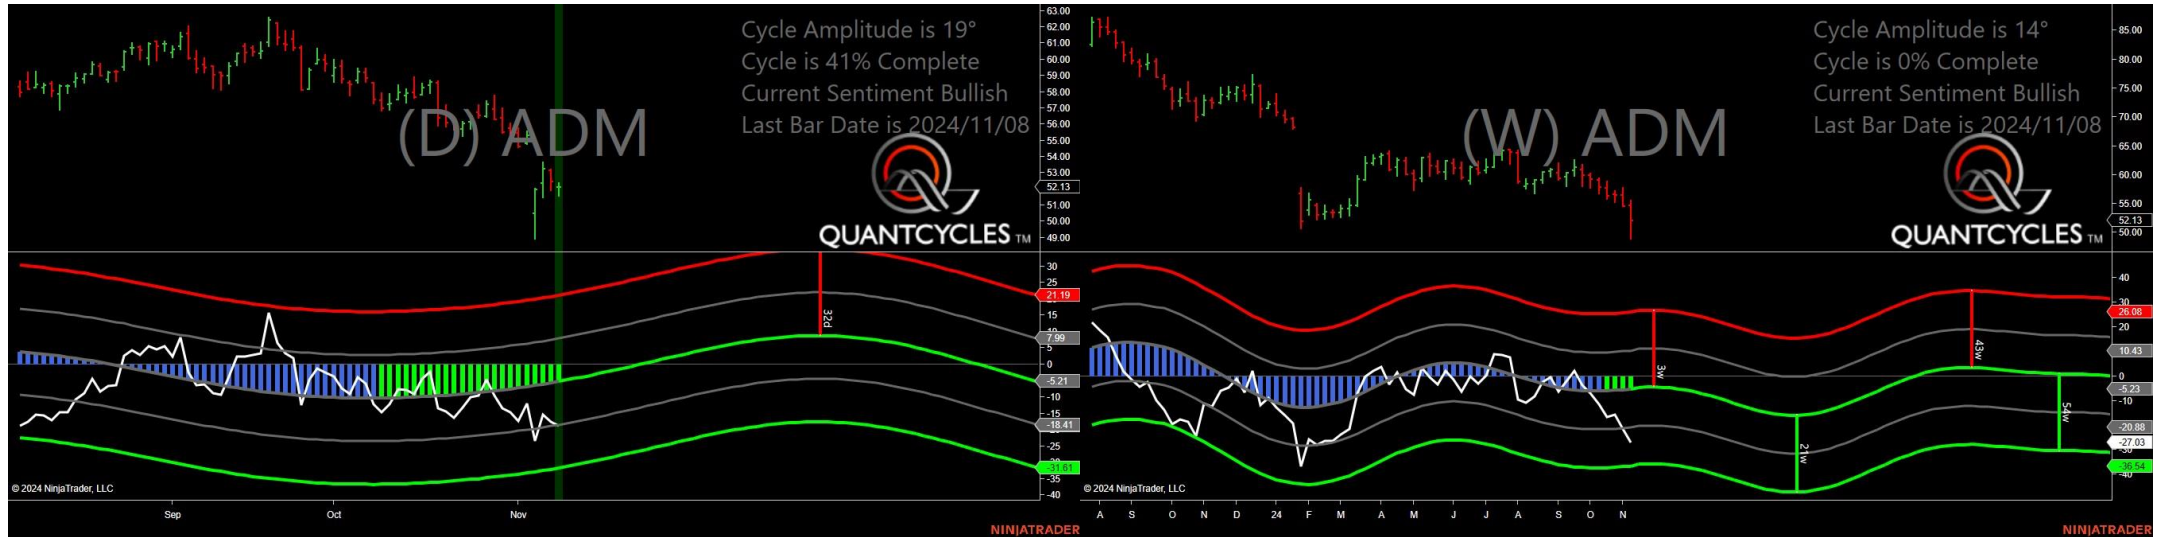 Cycle Amplitude is 19°
Cycle is 41% Complete
Current Sentiment Bullish
Last Bar Date is 2024/11/08
(D) ADM
QUANTCYCLES TM
63.00
62.00
61.00
60.00
59.00
58.00
57.00
56.00
55.00
54.00
53.00
52.13
51.00
50.00
49.00
30
25
21.19
15
7.99
5
0
-5.21
-10
-15
-18.41
-25
-31.61
-35
-40
32d
© 2024 NinjaTrader, LLC
Sep Oct Nov
NINJATRADER
Cycle Amplitude is 14°
Cycle is 0% Complete
Current Sentiment Bullish
Last Bar Date is 2024/11/08
(W) ADM
QUANTCYCLES TM
85.00
80.00
75.00
70.00
65.00
60.00
55.00
52.13
50.00
40
30
26.08
20
10.43
0
-5.23
-10
-20.88
-27.03
-30
-36.54
-40
3w
21w
43w
54w
© 2024 NinjaTrader, LLC
A S O N D 24 F M A M J J A S O N
NINJATRADER